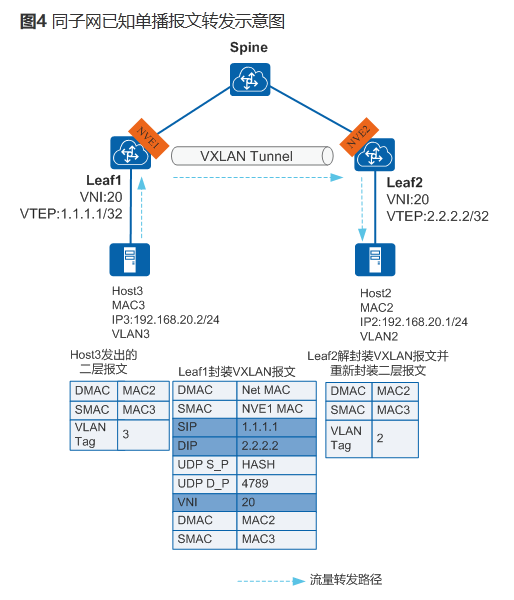 图4 同子网已知单播报文转发示意图
Spine
NVE1
NVE2
VXLAN Tunnel
Leaf1
VNI:20
VTEP:1.1.1.1/32
Leaf2
VNI:20
VTEP:2.2.2.2/32
Host3
MAC3
IP3:192.168.20.2/24
VLAN3
Host2
MAC2
IP2:192.168.20.1/24
VLAN2
Host3发出的
二层报文
DMAC MAC2
SMAC MAC3
VLAN
Tag 3
Leaf1封装VXLAN报文
DMAC Net MAC
SMAC NVE1 MAC
SIP 1.1.1.1
DIP 2.2.2.2
UDP S_P HASH
UDP D_P 4789
VNI 20
DMAC MAC2
SMAC MAC3
Leaf2解封装VXLAN报文并
重新封装二层报文
DMAC MAC2
SMAC MAC3
VLAN
Tag 2
流量转发路径